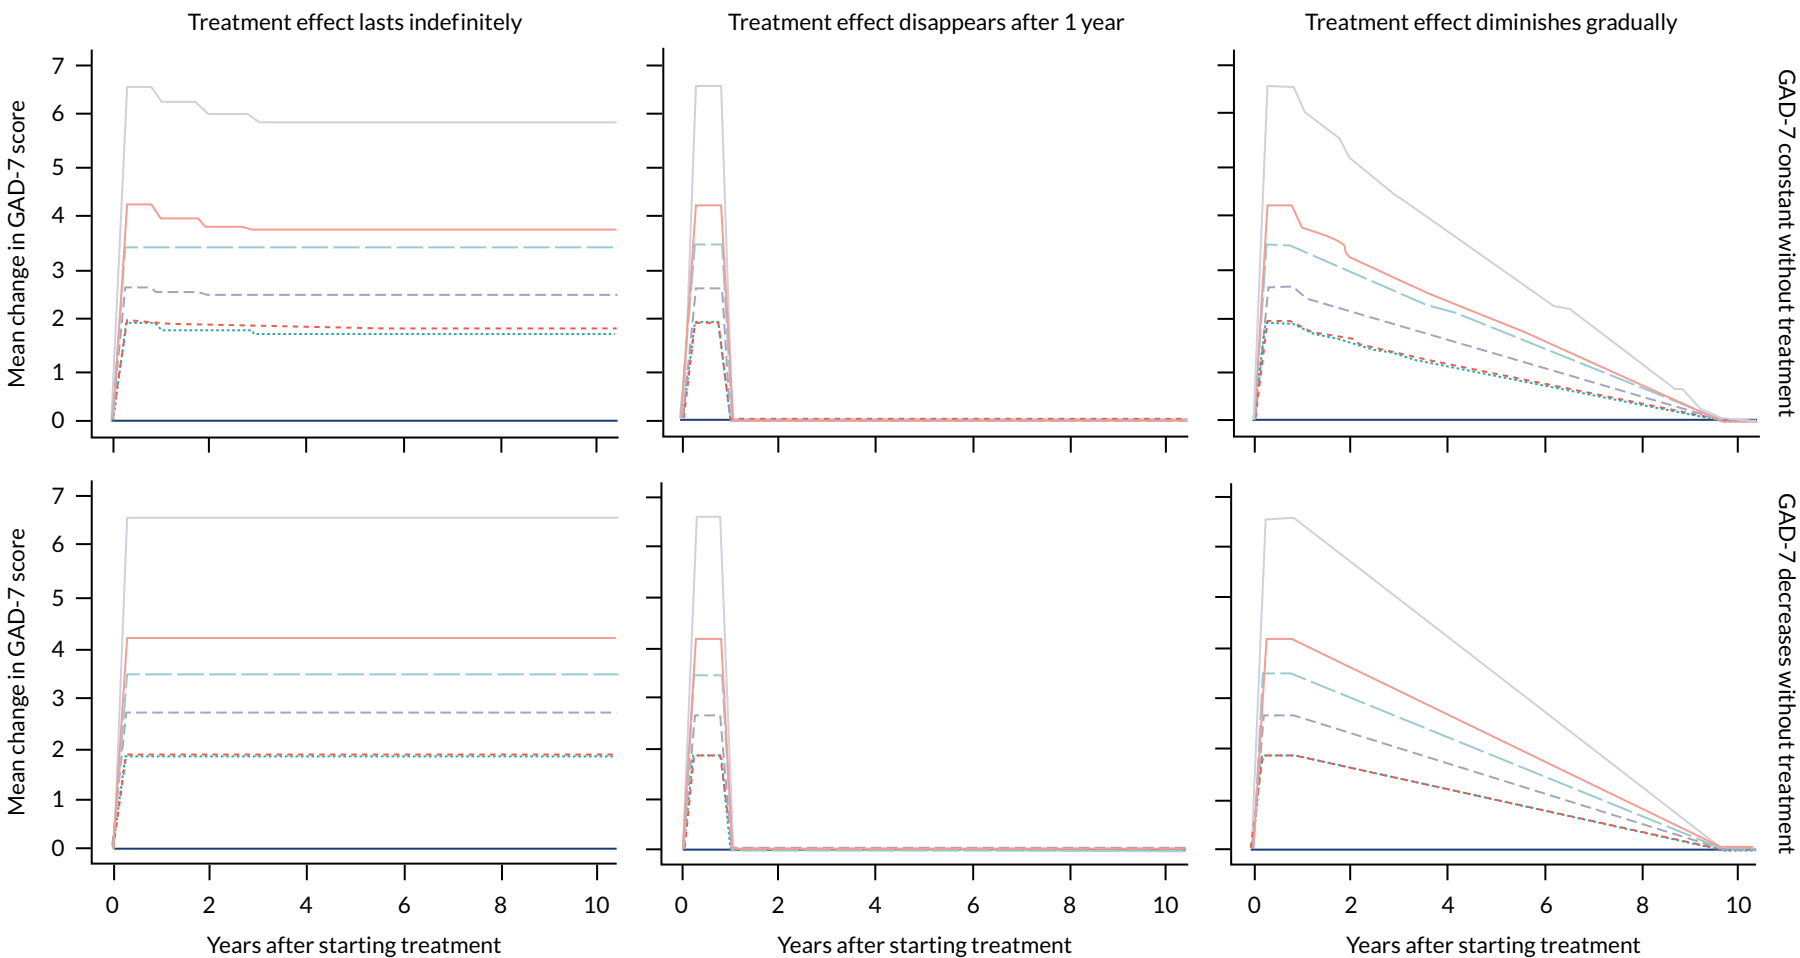 Treatment effect lasts indefinitely
Treatment effect disappears after 1 year
Treatment effect diminishes gradually
Mean change in GAD-7 score
7
6
5
4
3
2
1
0
GAD-7 constant without treatment
Mean change in GAD-7 score
7
6
5
4
3
2
1
0
GAD-7 decreases without treatment
0 2 4 6 8 10
0 2 4 6 8 10
0 2 4 6 8 10
Years after starting treatment
Years after starting treatment
Years after starting treatment